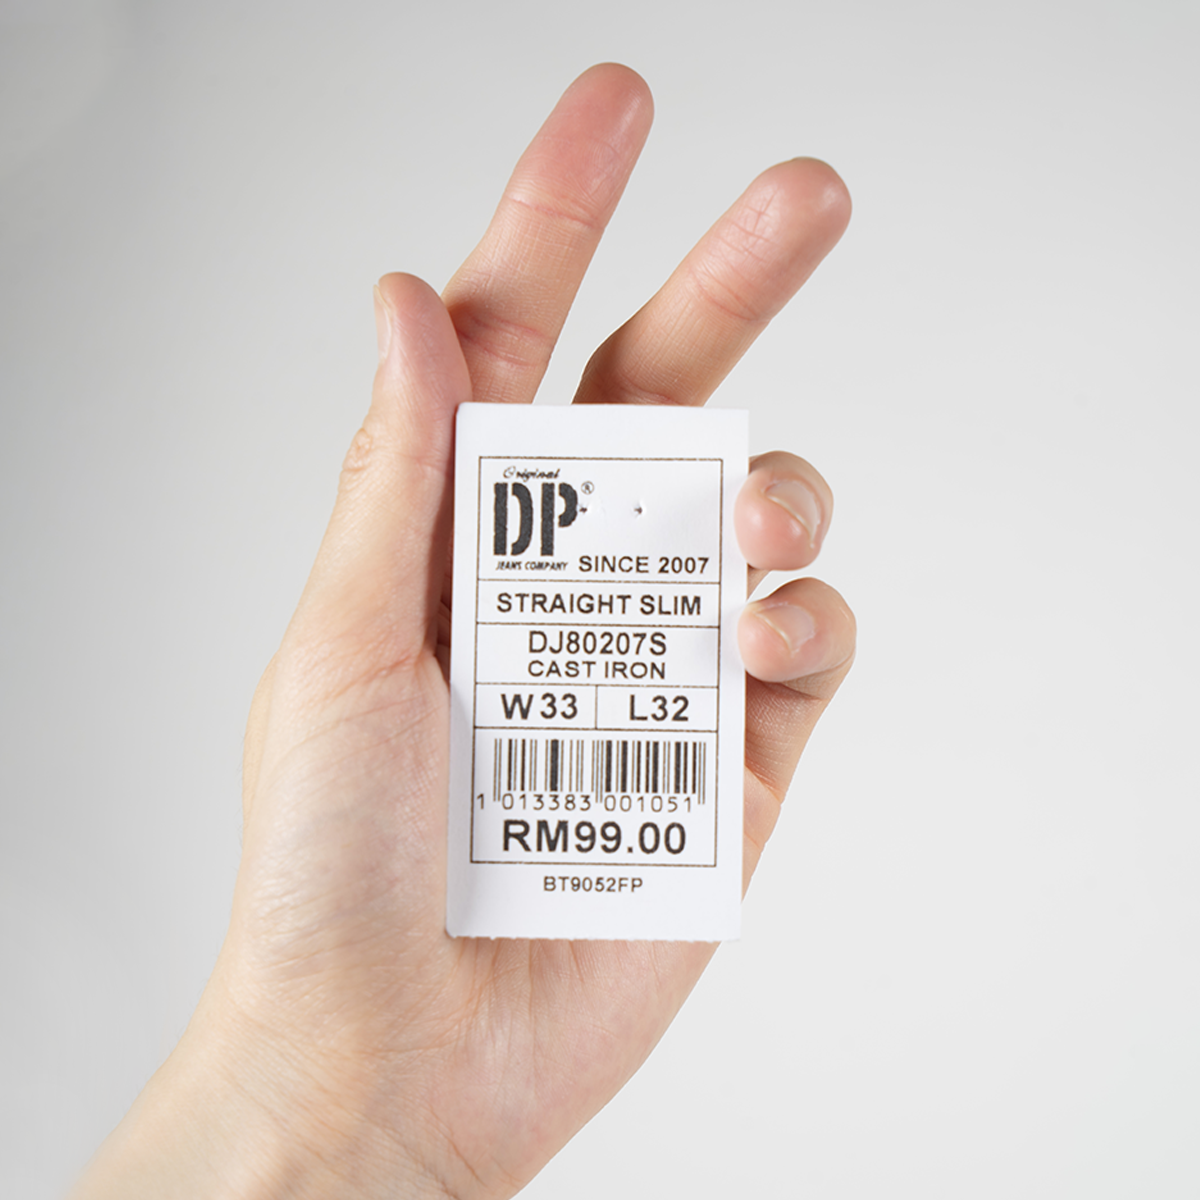 Original
DP®
JEANS COMPANY SINCE 2007
STRAIGHT SLIM
DJ80207S
CAST IRON
W33 L32
1 013383 001051
RM99.00
BT9052FP